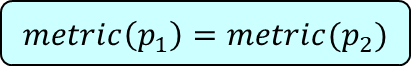 metric(p₁) = metric(p₂)